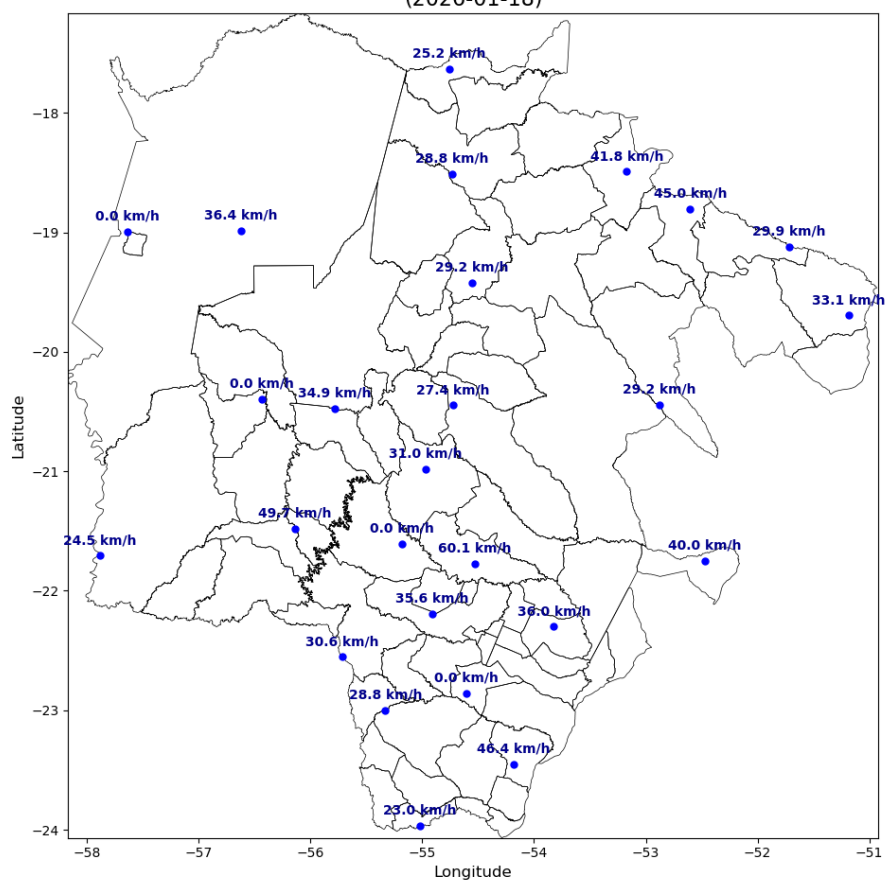 (2026-01-18)
25.2 km/h
28.8 km/h
41.8 km/h
45.0 km/h
0.0 km/h
36.4 km/h
29.9 km/h
29.2 km/h
33.1 km/h
0.0 km/h
34.9 km/h
27.4 km/h
29.2 km/h
31.0 km/h
49.7 km/h
0.0 km/h
24.5 km/h
60.1 km/h
40.0 km/h
35.6 km/h
36.0 km/h
30.6 km/h
0.0 km/h
28.8 km/h
46.4 km/h
23.0 km/h
−18
−19
−20
−21
−22
−23
−24
Latitude
−58
−57
−56
−55
−54
−53
−52
−51
Longitude